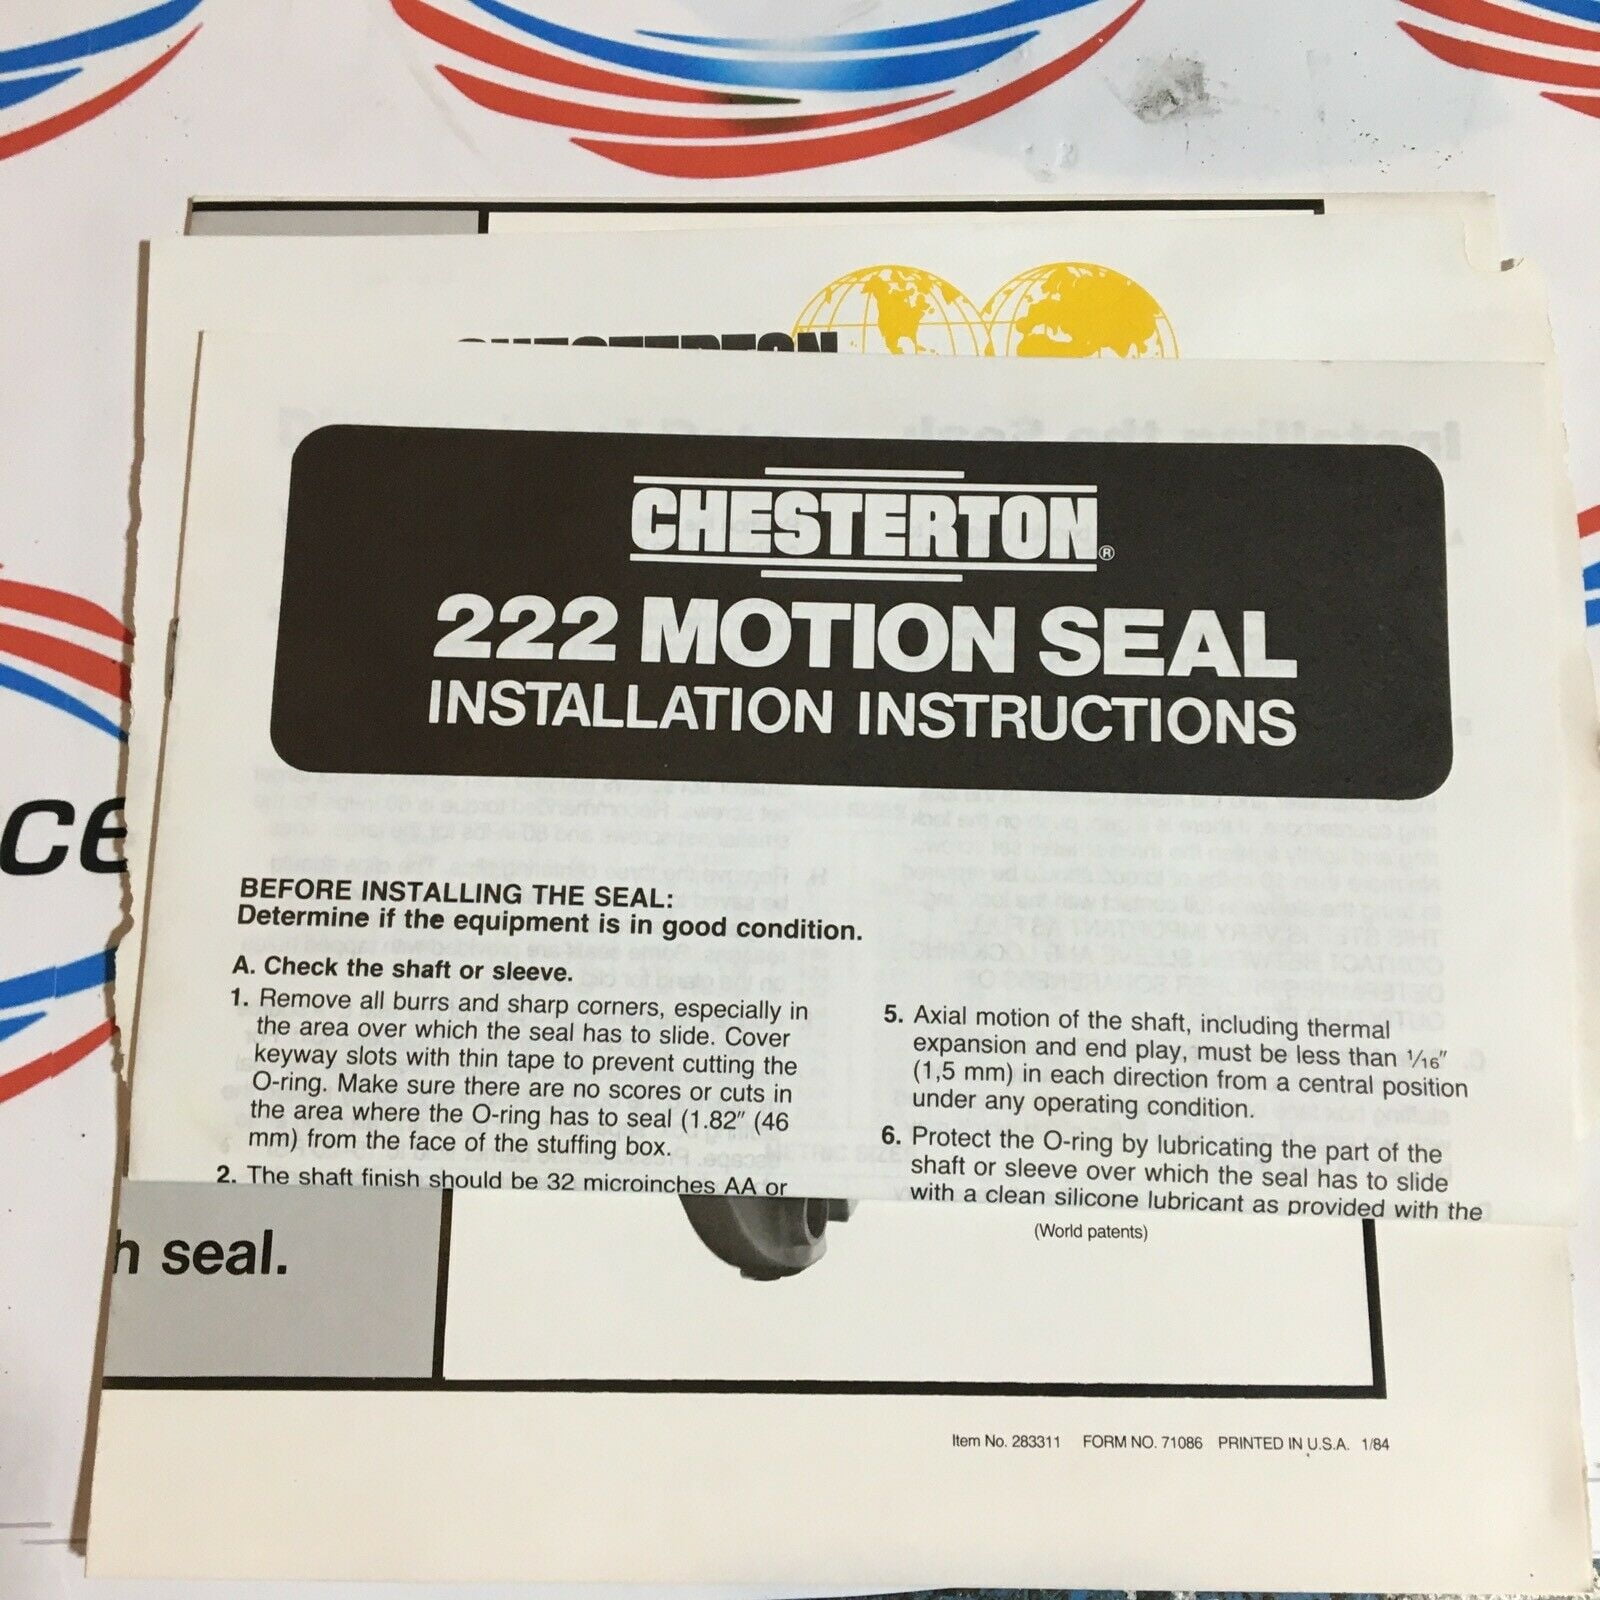 CHESTERTON
CHESTERTON®
222 MOTION SEAL
INSTALLATION INSTRUCTIONS
ce
BEFORE INSTALLING THE SEAL:
Determine if the equipment is in good condition.
A. Check the shaft or sleeve.
1. Remove all burrs and sharp corners, especially in
the area over which the seal has to slide. Cover
keyway slots with thin tape to prevent cutting the
O-ring. Make sure there are no scores or cuts in
the area where the O-ring has to seal (1.82" (46
mm) from the face of the stuffing box.
2. The shaft finish should be 32 microinches AA or
5. Axial motion of the shaft, including thermal
expansion and end play, must be less than 1/16"
(1,5 mm) in each direction from a central position
under any operating condition.
6. Protect the O-ring by lubricating the part of the
shaft or sleeve over which the seal has to slide
with a clean silicone lubricant as provided with the
(World patents)
h seal.
Item No. 283311 FORM NO. 71086 PRINTED IN U.S.A. 1/84